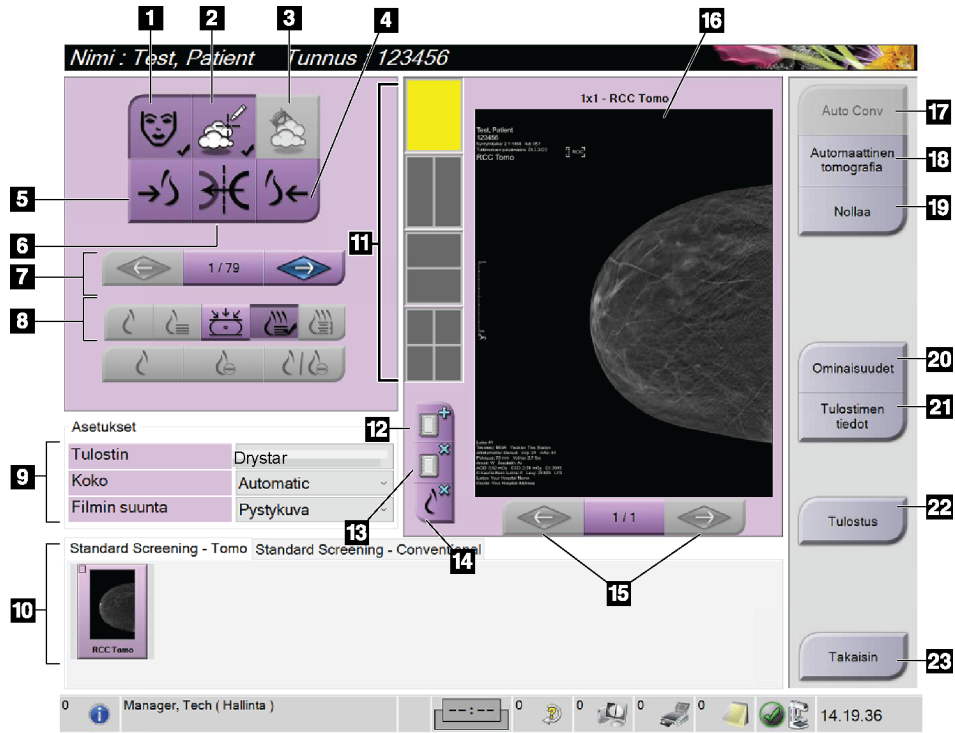 1
2
3
4
16
Nimi : Test, Patient Tunnus : 123456
1x1 - RCC Tomo
Test, Patient
123456
RCC Tomo
RCC
Auto Conv
17
Automaattinen
tomografia
18
Nollaa
19
5
6
7
1 / 79
8
11
Ominaisuudet
20
Tulostimen
tiedot
21
Asetukset
9
Tulostin
Drystar
Koko
Automatic
Filmin suunta
Pystykuva
12
13
14
1 / 1
15
Tulostus
22
10
Standard Screening - Tomo
Standard Screening - Conventional
RCC Tomo
Takaisin
23
0
Manager, Tech ( Hallinta )
--:--
0
0
0
0
14.19.36